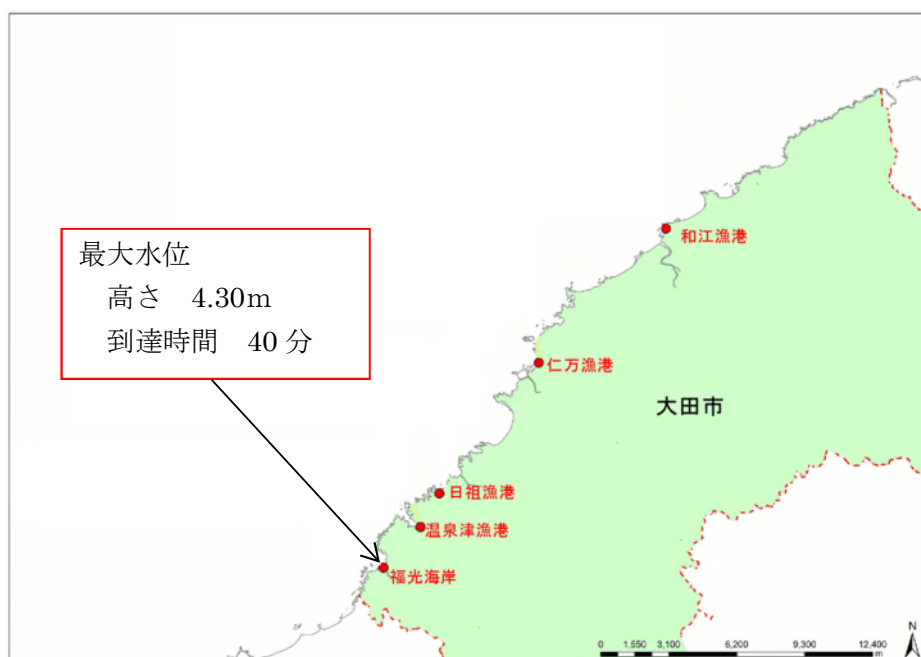 最大水位
高さ 4.30m
到達時間 40 分
和江漁港
仁万漁港
大田市
日祖漁港
温泉津漁港
福光海岸
N
0 1,550 3,100 6,200 9,300 12,400
m